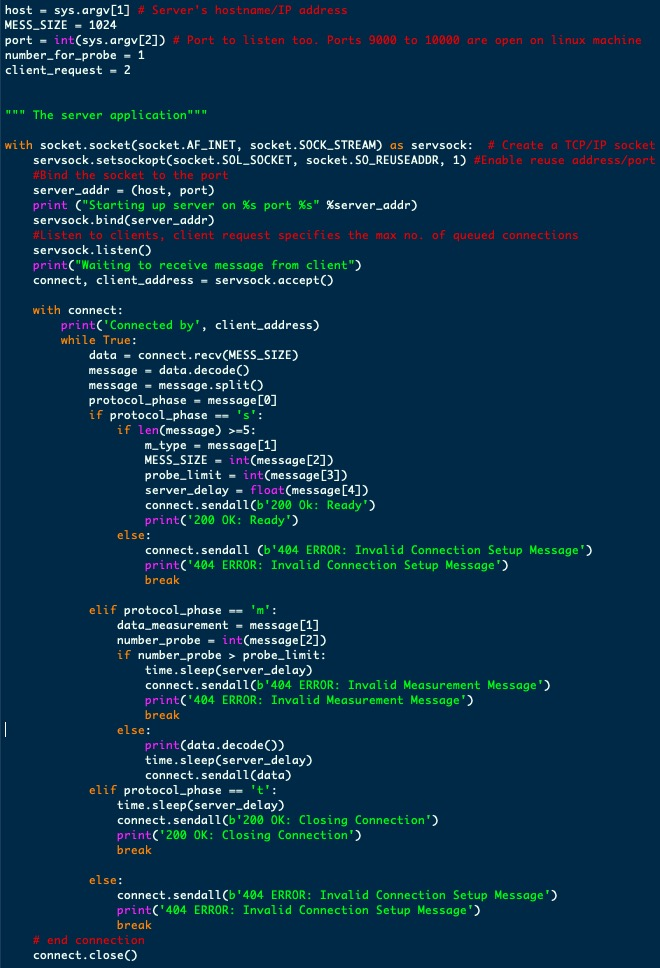 host = sys.argv[1] # Server's hostname/IP address
MESS_SIZE = 1024
port = int(sys.argv[2]) # Port to listen too. Ports 9000 to 10000 are open on linux machine
number_for_probe = 1
client_request = 2
""" The server application"""
with socket.socket(socket.AF_INET, socket.SOCK_STREAM) as servsock:  # Create a TCP/IP socket
    servsock.setsockopt(socket.SOL_SOCKET, socket.SO_REUSEADDR, 1) #Enable reuse address/port
    #Bind the socket to the port
    server_addr = (host, port)
    print ("Starting up server on %s port %s" %server_addr)
    servsock.bind(server_addr)
    #Listen to clients, client request specifies the max no. of queued connections
    servsock.listen()
    print("Waiting to receive message from client")
    connect, client_address = servsock.accept()
    with connect:
        print('Connected by', client_address)
        while True:
            data = connect.recv(MESS_SIZE)
            message = data.decode()
            message = message.split()
            protocol_phase = message[0]
            if protocol_phase == 's':
                if len(message) >=5:
                    m_type = message[1]
                    MESS_SIZE = int(message[2])
                    probe_limit = int(message[3])
                    server_delay = float(message[4])
                    connect.sendall(b'200 Ok: Ready')
                    print('200 OK: Ready')
                else:
                    connect.sendall (b'404 ERROR: Invalid Connection Setup Message')
                    print('404 ERROR: Invalid Connection Setup Message')
                    break
            elif protocol_phase == 'm':
                data_measurement = message[1]
                number_probe = int(message[2])
                if number_probe > probe_limit:
                    time.sleep(server_delay)
                    connect.sendall(b'404 ERROR: Invalid Measurement Message')
                    print('404 ERROR: Invalid Measurement Message')
                    break
                else:
                    print(data.decode())
                    time.sleep(server_delay)
                    connect.sendall(data)
            elif protocol_phase == 't':
                time.sleep(server_delay)
                connect.sendall(b'200 OK: Closing Connection')
                print('200 OK: Closing Connection')
                break
            else:
                connect.sendall(b'404 ERROR: Invalid Connection Setup Message')
                print('404 ERROR: Invalid Connection Setup Message')
                break
    # end connection
    connect.close()